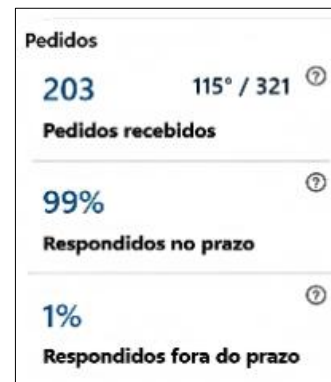 Pedidos
203 115° / 321 ?
Pedidos recebidos
?
99%
Respondidos no prazo
?
1%
Respondidos fora do prazo